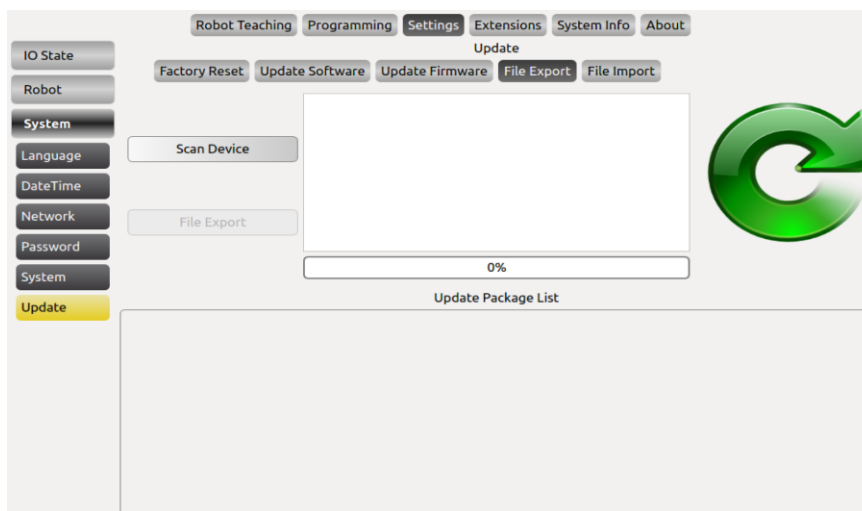 Robot Teaching Programming Settings Extensions System Info About
Update
IO State
Factory Reset Update Software Update Firmware File Export File Import
Robot
System
Scan Device
Language
DateTime
Network
File Export
Password
System
0%
Update Package List
Update